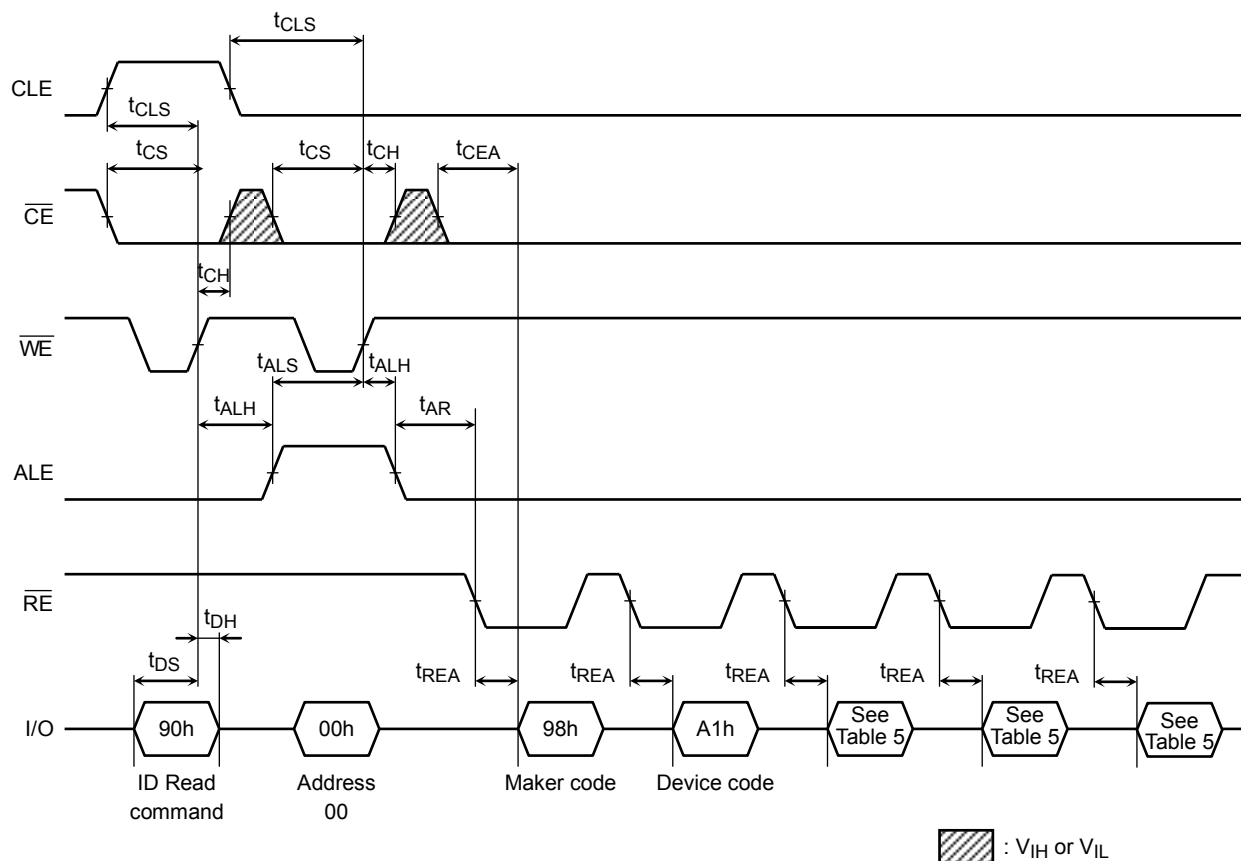 tCLS
CLE
tCLS
tCS
tCS
tCH
tCEA
CE
tCH
WE
tALS
tALH
tALH
tAR
ALE
RE
tDH
tDS
tREA
tREA
tREA
tREA
tREA
I/O
90h
00h
98h
A1h
See
Table 5
See
Table 5
See
Table 5
ID Read
command
Address
00
Maker code
Device code
: VIH or VIL